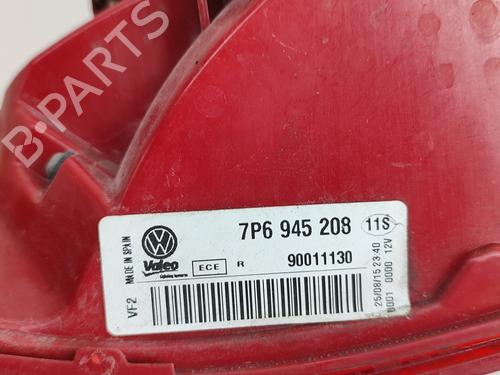 B-PARTS
7P6 945 208 11S
MADE IN SPAIN
Valeo
ECE R 90011130
VF2
25/08/15 23:40
0001 0000 12V